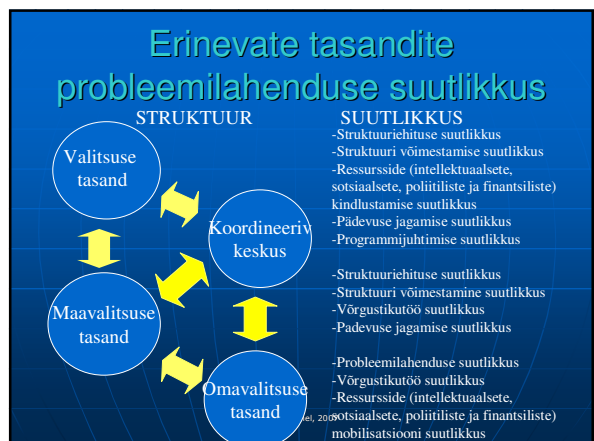 Erinevate tasandite
probleemilahenduse suutlikkus
STRUKTUUR
SUUTLIKKUS
Valitsuse
tasand
Koordineeriv
keskus
Maavalitsuse
tasand
Omavalitsuse
tasand
-Struktuuriehituse suutlikkus
-Struktuuri võimestamise suutlikkus
-Ressursside (intellektuaalsete,
sotsiaalsete, poliitiliste ja finantsiliste)
kindlustamise suutlikkus
-Pädevuse jagamise suutlikkus
-Programmijuhtimise suutlikkus
-Struktuuriehituse suutlikkus
-Struktuuri võimestamine suutlikkus
-Võrgustikutöö suutlikkus
-Padevuse jagamise suutlikkus
-Probleemilahenduse suutlikkus
-Võrgustikutöö suutlikkus
-Ressursside (intellektuaalsete,
sotsiaalsete, poliitiliste ja finantsiliste)
mobilisatsiooni suutlikkus